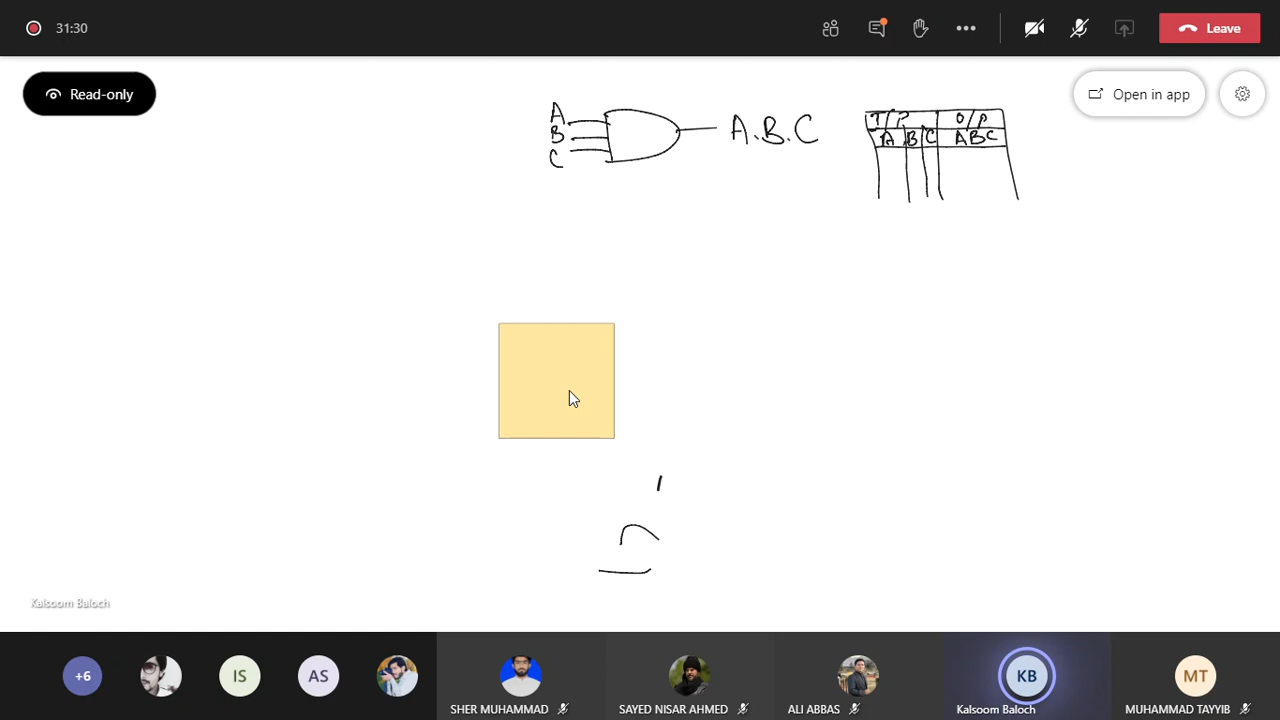 31:30
Leave
Read-only
Open in app
A
B
C
A.B.C
I/P O/P
A B C ABC
Kalsoom Baloch
+6
IS
AS
KB
MT
SHER MUHAMMAD
SAYED NISAR AHMED
ALI ABBAS
Kalsoom Baloch
MUHAMMAD TAYYIB